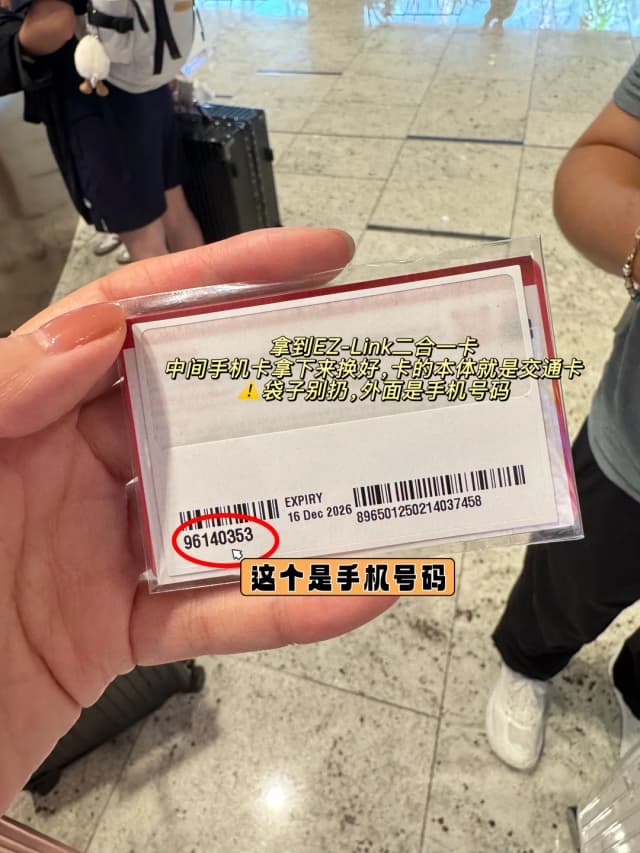 拿到EZ-Link二合一卡
中间手机卡拿下来换好,卡的本体就是交通卡
⚠️袋子别扔,外面是手机号码
EXPIRY
16 Dec 2026
96140353
896501250214037458
这个是手机号码